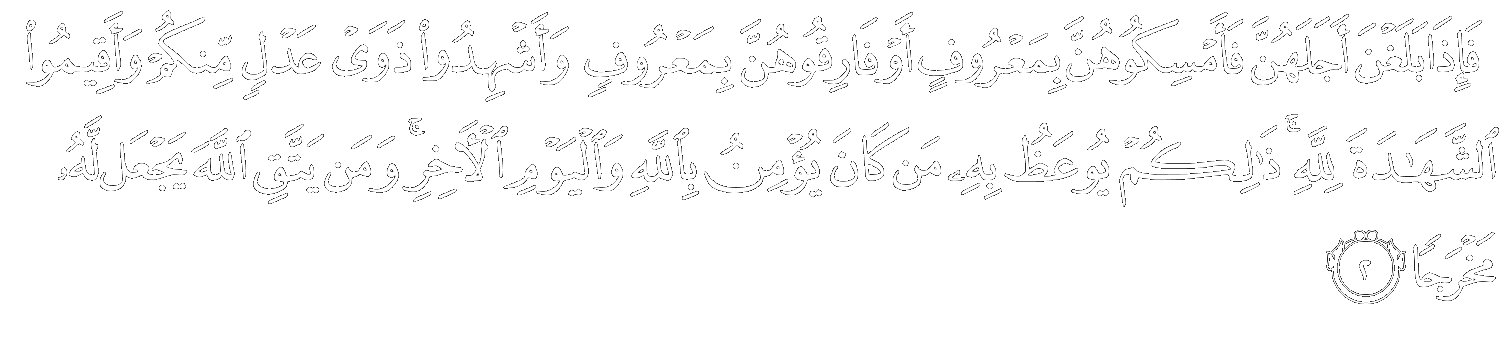 فَإِذَا بَلَغْنَ أَجَلَهُنَّ فَأَمْسِكُوهُنَّ بِمَعْرُوفٍ أَوْ فَارِقُوهُنَّ بِمَعْرُوفٍ وَأَشْهِدُوا۟ ذَوَىْ عَدْلٍ مِّنكُمْ وَأَقِيمُوا۟
ٱلشَّهَـٰدَةَ لِلَّهِ ۚ ذَٰلِكُمْ يُوعَظُ بِهِۦ مَن كَانَ يُؤْمِنُ بِٱللَّهِ وَٱلْيَوْمِ ٱلْـَٔاخِرِ ۚ وَمَن يَتَّقِ ٱللَّهَ يَجْعَل لَّهُۥ
مَخْرَجًا ٢